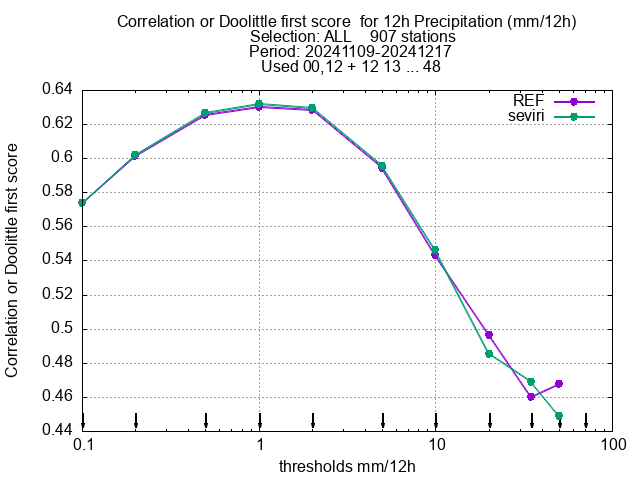 Correlation or Doolittle first score  for 12h Precipitation (mm/12h)
Selection: ALL    907 stations
Period: 20241109-20241217
Used 00,12 + 12 13 ... 48
REF
seviri
Correlation or Doolittle first score
0.64
0.62
0.6
0.58
0.56
0.54
0.52
0.5
0.48
0.46
0.44
0.1 1 10 100
thresholds mm/12h